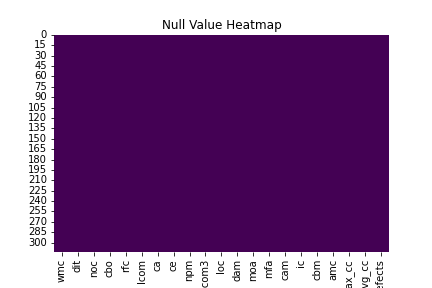 Null Value Heatmap
0
15
30
45
60
75
90
105
120
135
150
165
180
195
210
225
240
255
270
285
300
wmc
dit
noc
cbo
rfc
lcom
ca
ce
npm
com3
loc
dam
moa
mfa
cam
ic
cbm
amc
ax_cc
vg_cc
efects